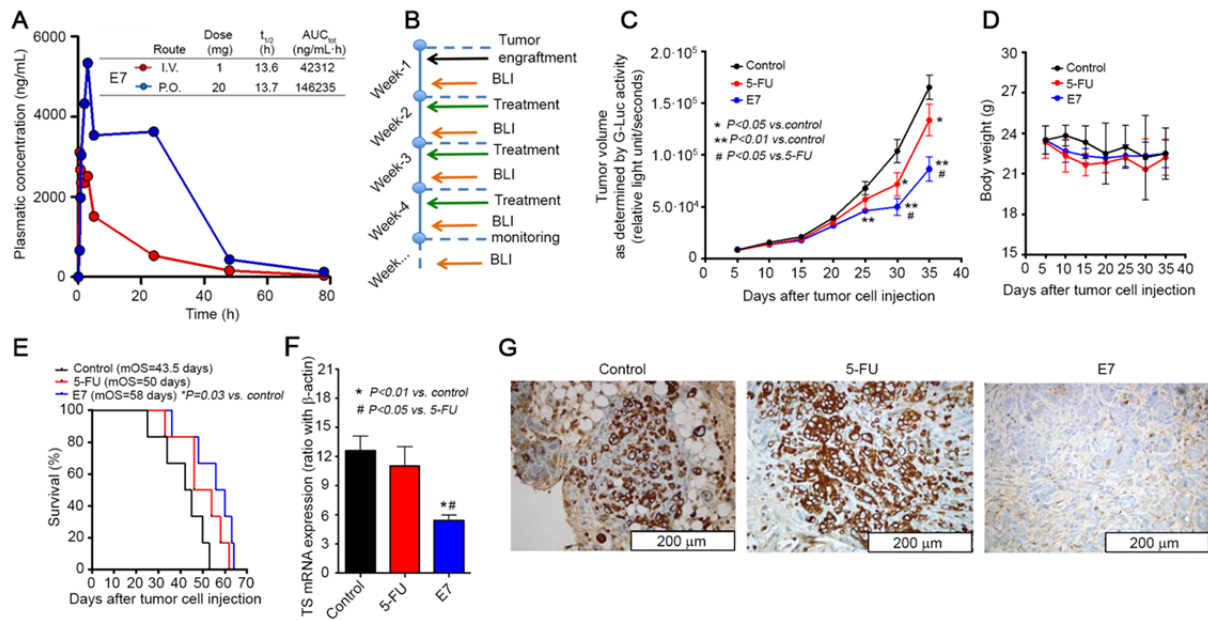 A
Plasmatic concentration (ng/mL)
6000
4000
2000
0
0 20 40 60 80
Time (h)
Route Dose (mg) t1/2 (h) AUCtot (ng/mL·h)
E7
I.V. 1 13.6 42312
P.O. 20 13.7 146235
B
Week-1
Week-2
Week-3
Week-4
Week....
Tumor
engraftment
BLI
Treatment
BLI
Treatment
BLI
Treatment
BLI
monitoring
BLI
C
Tumor volume
as determined by G-Luc activity
(relative light unit/seconds)
2.0·10⁵
1.5·10⁵
1.0·10⁵
5.0·10⁴
0
0 5 10 15 20 25 30 35 40
Days after tumor cell injection
Control
5-FU
E7
* P<0.05 vs.control
** P<0.01 vs.control
# P<0.05 vs.5-FU
*
**
#
*
**
#
**
D
Body weight (g)
27
24
21
18
15
0 5 10 15 20 25 30 35 40
Days after tumor cell injection
Control
5-FU
E7
E
Control (mOS=43.5 days)
5-FU (mOS=50 days)
E7 (mOS=58 days) *P=0.03 vs. control
Survival (%)
100
80
60
40
20
0
0 10 20 30 40 50 60 70
Days after tumor cell injection
F
TS mRNA expression (ratio with β-actin)
18
15
12
9
6
3
0
* P<0.01 vs. control
# P<0.05 vs. 5-FU
*#
Control
5-FU
E7
G
Control
5-FU
E7
200 μm
200 μm
200 μm